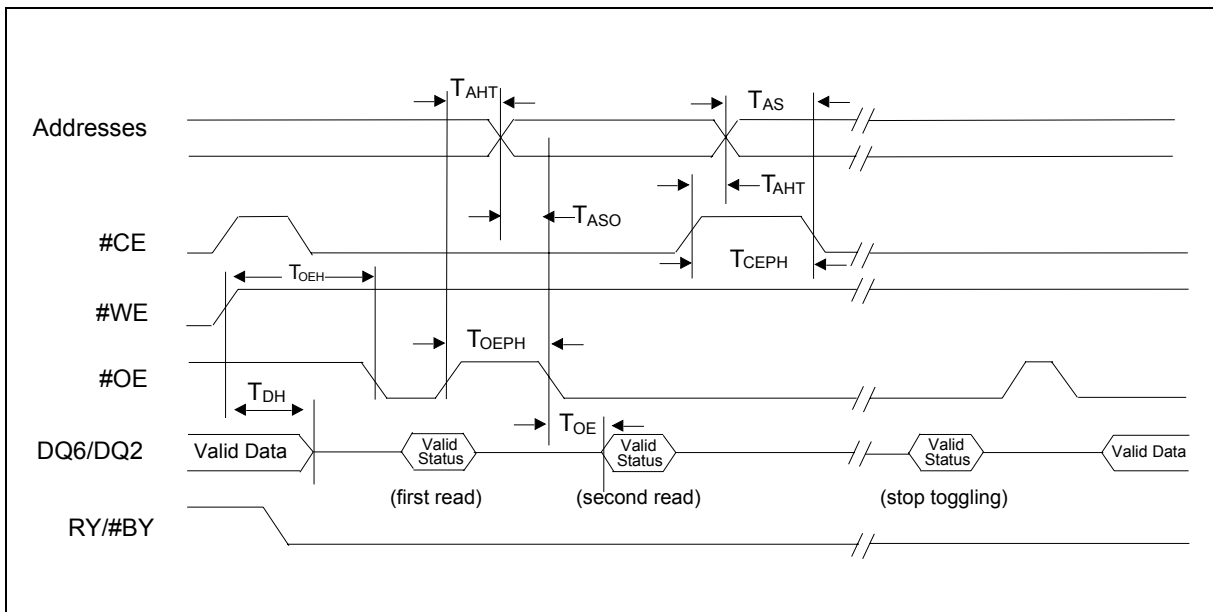 TAHT TAS
Addresses
TAHT
TASO
#CE
TCEPH
TOEH
#WE
TOEPH
#OE
TDH
TOE
DQ6/DQ2 Valid Data Valid Status Valid Status Valid Status Valid Data
(first read) (second read) (stop toggling)
RY/#BY